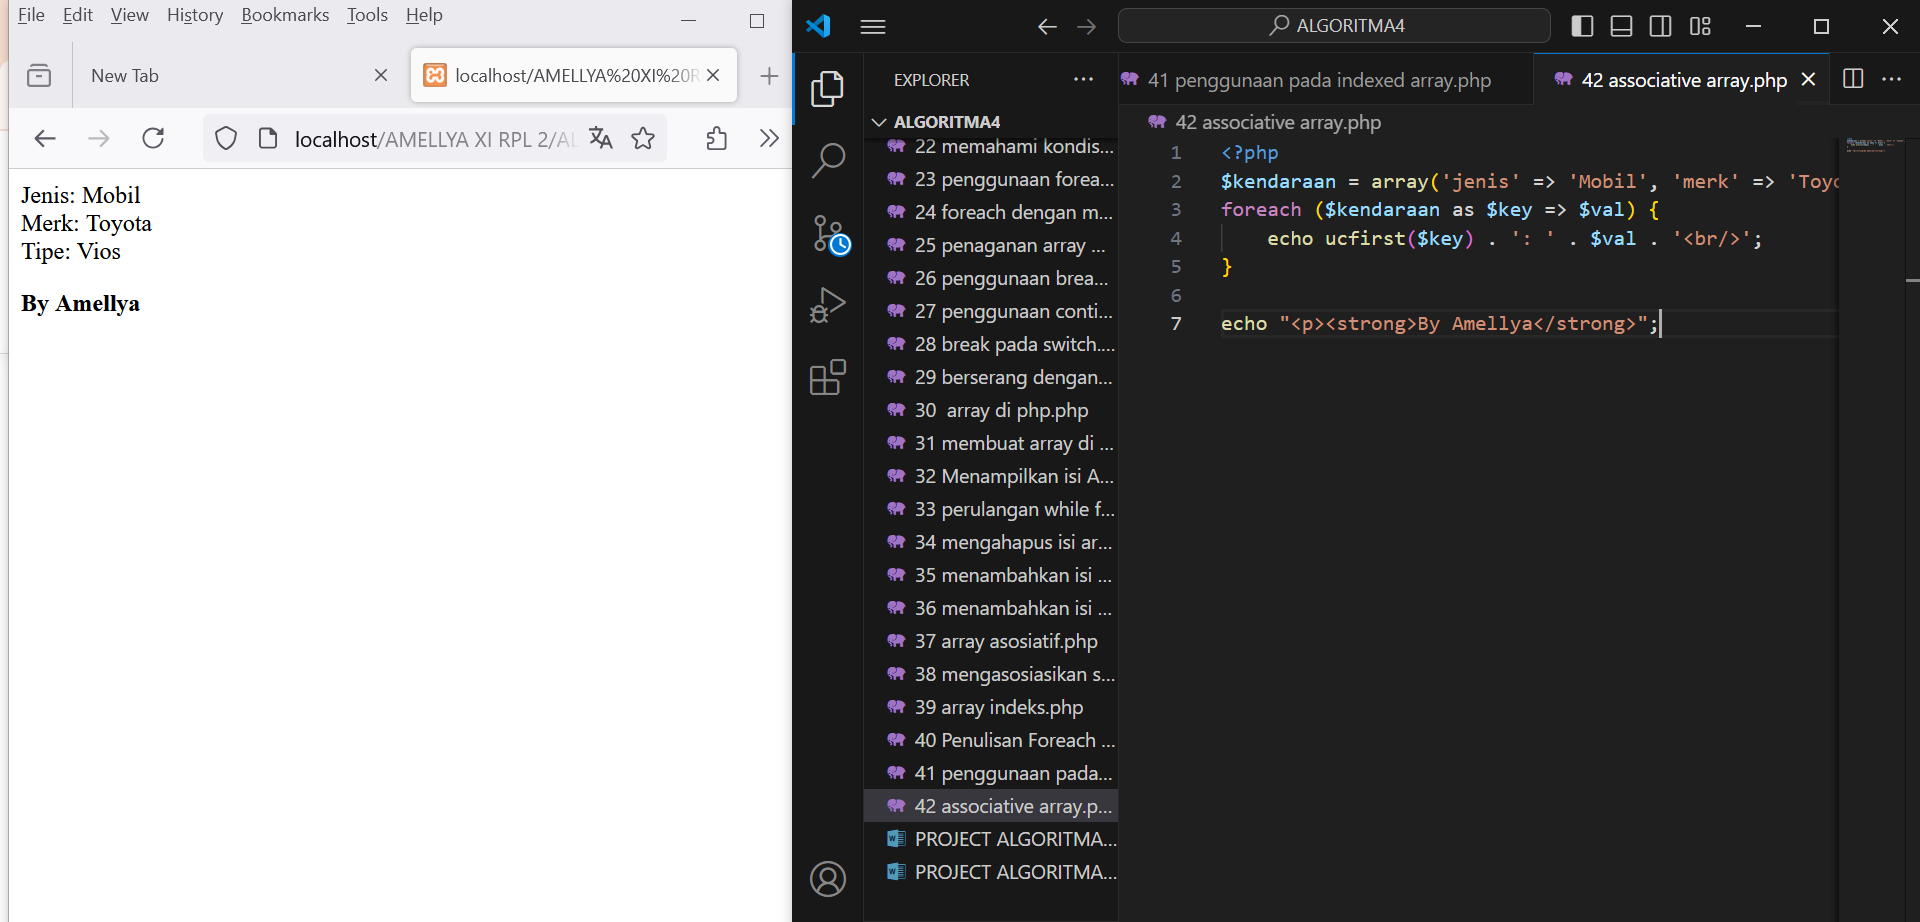 File Edit View History Bookmarks Tools Help
New Tab
localhost/AMELLYA%20XI%20R
localhost/AMELLYA XI RPL 2/AL
Jenis: Mobil
Merk: Toyota
Tipe: Vios
By Amellya
ALGORITMA4
EXPLORER
ALGORITMA4
22 memahami kondis...
23 penggunaan forea...
24 foreach dengan m...
25 penaganan array ...
26 penggunaan brea...
27 penggunaan conti...
28 break pada switch....
29 berserang dengan...
30 array di php.php
31 membuat array di ...
32 Menampilkan isi A...
33 perulangan while f...
34 mengahapus isi ar...
35 menambahkan isi ...
36 menambahkan isi ...
37 array asosiatif.php
38 mengasosiasikan s...
39 array indeks.php
40 Penulisan Foreach ...
41 penggunaan pada...
42 associative array.p...
PROJECT ALGORITMA...
PROJECT ALGORITMA...
41 penggunaan pada indexed array.php
42 associative array.php
42 associative array.php
1 <?php
2 $kendaraan = array('jenis' => 'Mobil', 'merk' => 'Toyo
3 foreach ($kendaraan as $key => $val) {
4 echo ucfirst($key) . ': ' . $val . '<br/>';
5 }
6
7 echo "<p><strong>By Amellya</strong>";